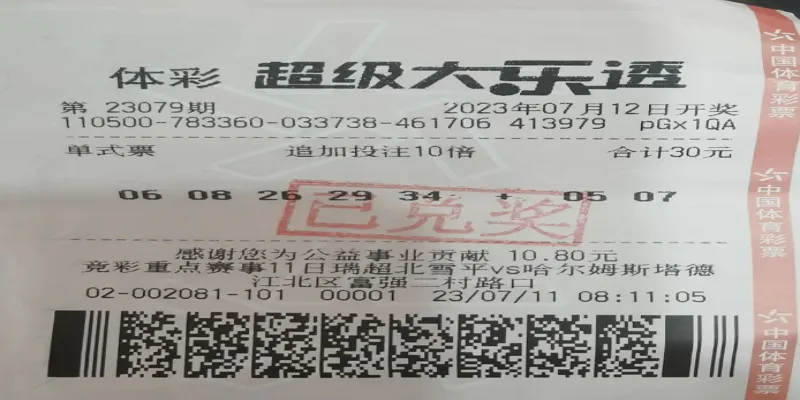 体彩 超级大乐透
第 23079期 2023年07月12日开奖
110500-783360-033738-461706 413979 pGx1QA
单式票 追加投注10倍 合计30元
06 08 26 29 34 + 05 07
已兑奖
感谢您为公益事业贡献 10.80元
竞彩重点赛事11日瑞超北雪平vs哈尔姆斯塔德
江北区富强二村路口
02-002081-101 00001 23/07/11 08:11:05
中国体育彩票
中国体育彩票
中国体育彩票